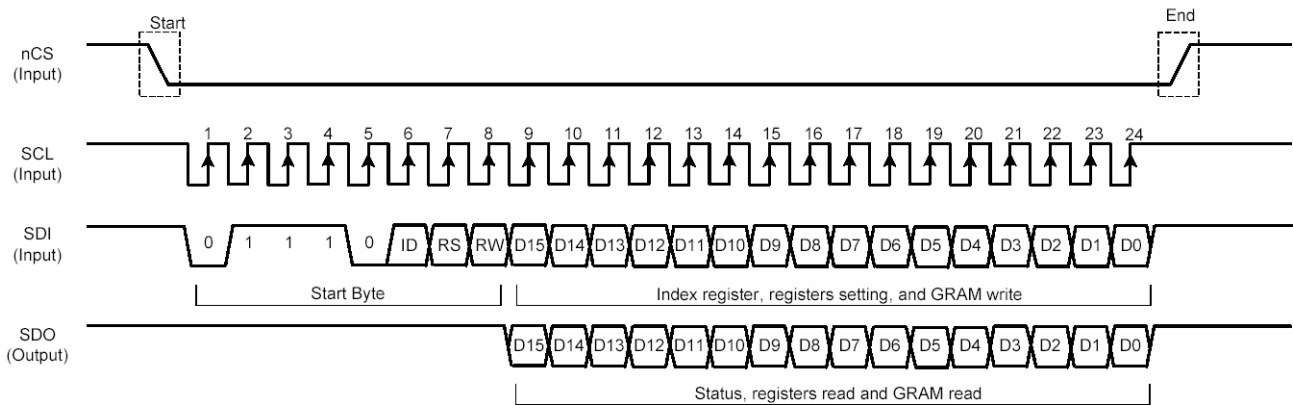 Start End
nCS
(Input)
1 2 3 4 5 6 7 8 9 10 11 12 13 14 15 16 17 18 19 20 21 22 23 24
SCL
(Input)
SDI
(Input)
0 1 1 1 0 ID RS RW D15 D14 D13 D12 D11 D10 D9 D8 D7 D6 D5 D4 D3 D2 D1 D0
Start Byte Index register, registers setting, and GRAM write
SDO
(Output)
D15 D14 D13 D12 D11 D10 D9 D8 D7 D6 D5 D4 D3 D2 D1 D0
Status, registers read and GRAM read